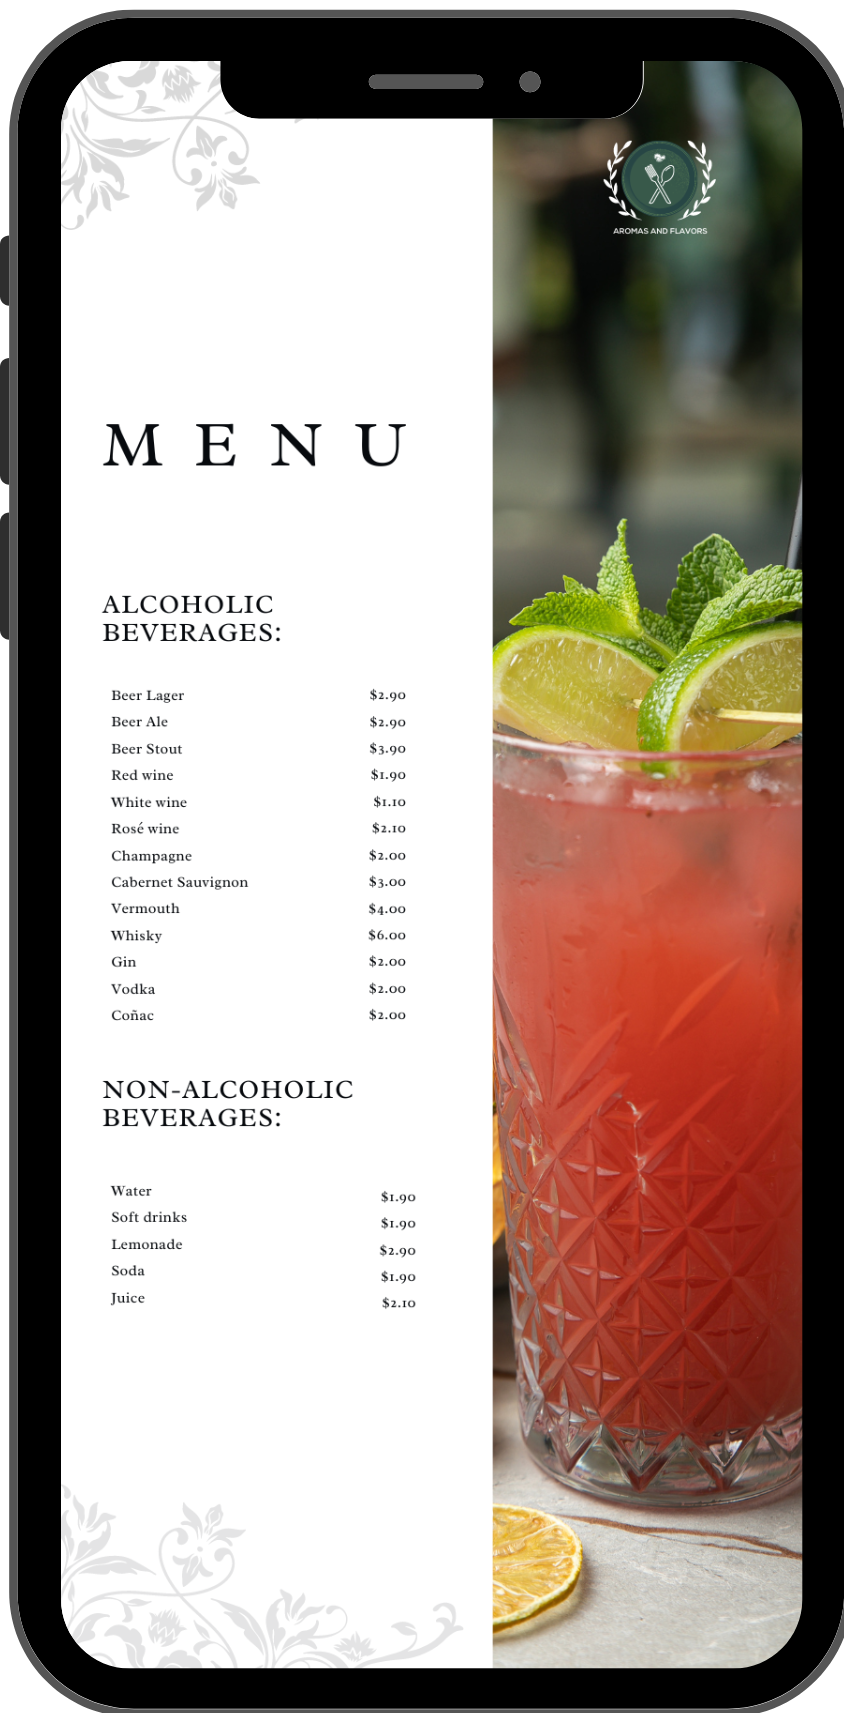 AROMAS AND FLAVORS
MENU
ALCOHOLIC
BEVERAGES:
Beer Lager $2.90
Beer Ale $2.90
Beer Stout $3.90
Red wine $1.90
White wine $1.10
Rosé wine $2.10
Champagne $2.00
Cabernet Sauvignon $3.00
Vermouth $4.00
Whisky $6.00
Gin $2.00
Vodka $2.00
Coñac $2.00
NON-ALCOHOLIC
BEVERAGES:
Water $1.90
Soft drinks $1.90
Lemonade $2.90
Soda $1.90
Juice $2.10